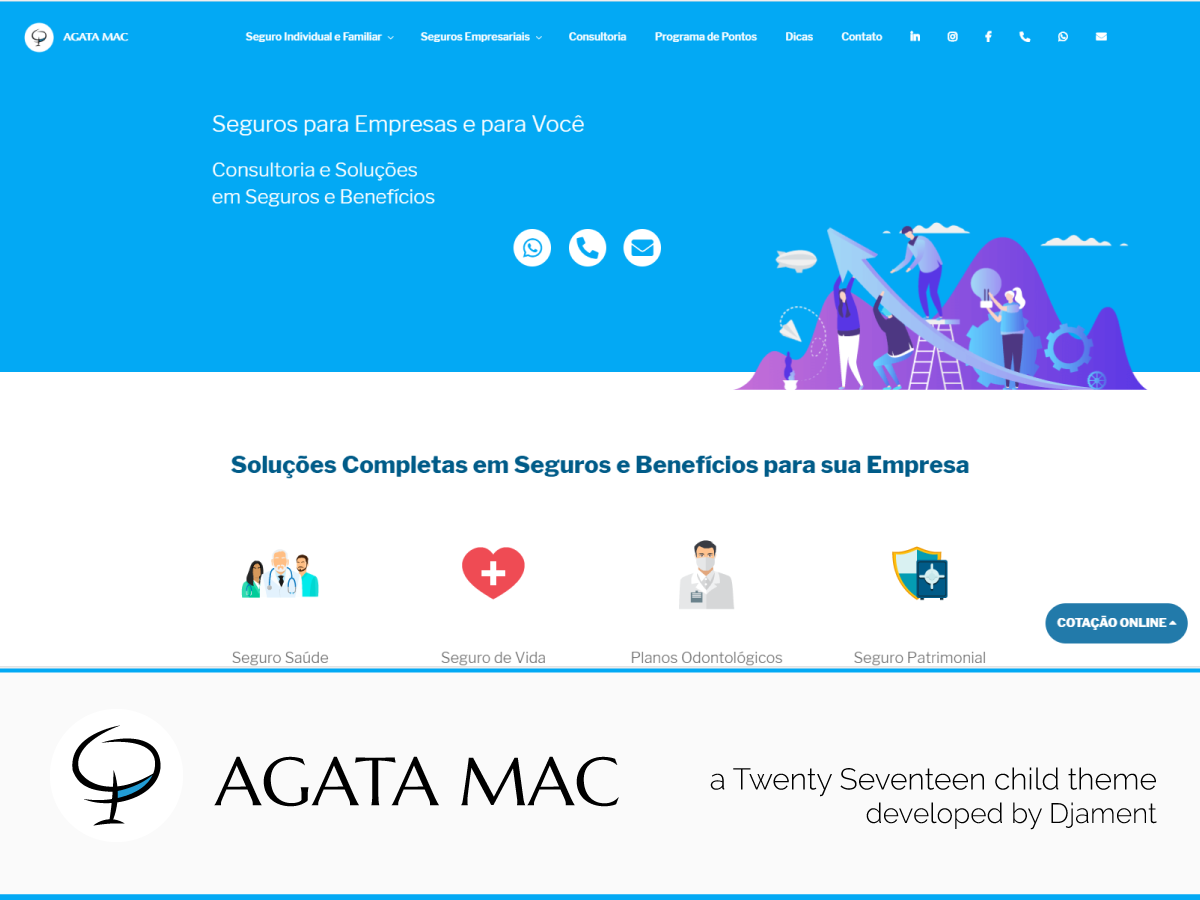 AGATA MAC
Seguro Individual e Familiar
Seguros Empresariais
Consultoria
Programa de Pontos
Dicas
Contato
Seguros para Empresas e para Você
Consultoria e Soluções
em Seguros e Benefícios
Soluções Completas em Seguros e Benefícios para sua Empresa
COTAÇÃO ONLINE
Seguro Saúde
Seguro de Vida
Planos Odontológicos
Seguro Patrimonial
AGATA MAC
a Twenty Seventeen child theme
developed by Djament